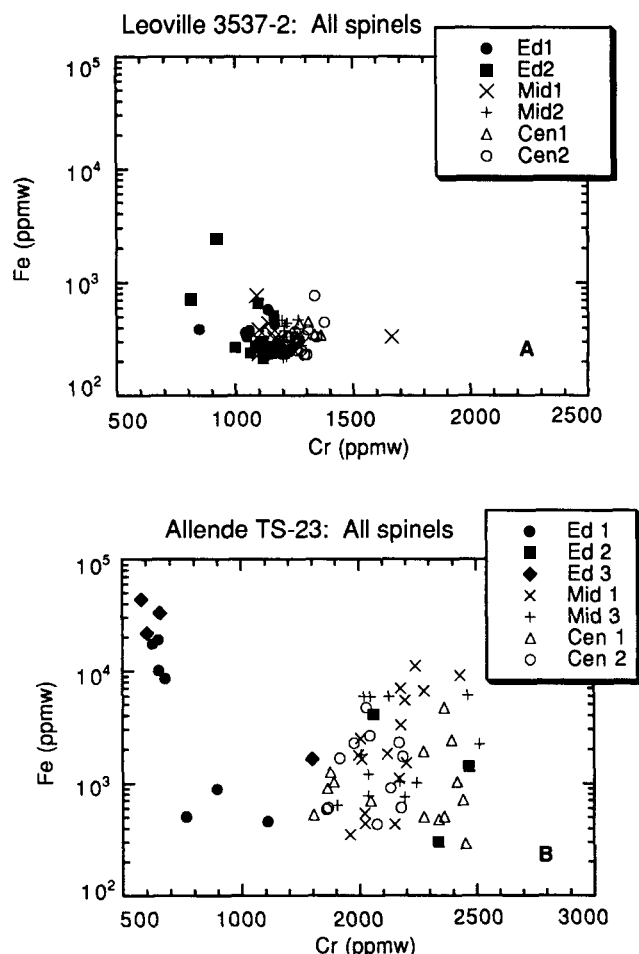 Leoville 3537-2: All spinels
Ed1
Ed2
Mid1
Mid2
Cen1
Cen2
10^5
10^4
10^3
10^2
Fe (ppmw)
A
500 1000 1500 2000 2500
Cr (ppmw)
Allende TS-23: All spinels
Ed 1
Ed 2
Ed 3
Mid 1
Mid 3
Cen 1
Cen 2
10^5
10^4
10^3
10^2
Fe (ppmw)
B
500 1000 2000 2500 3000
Cr (ppmw)